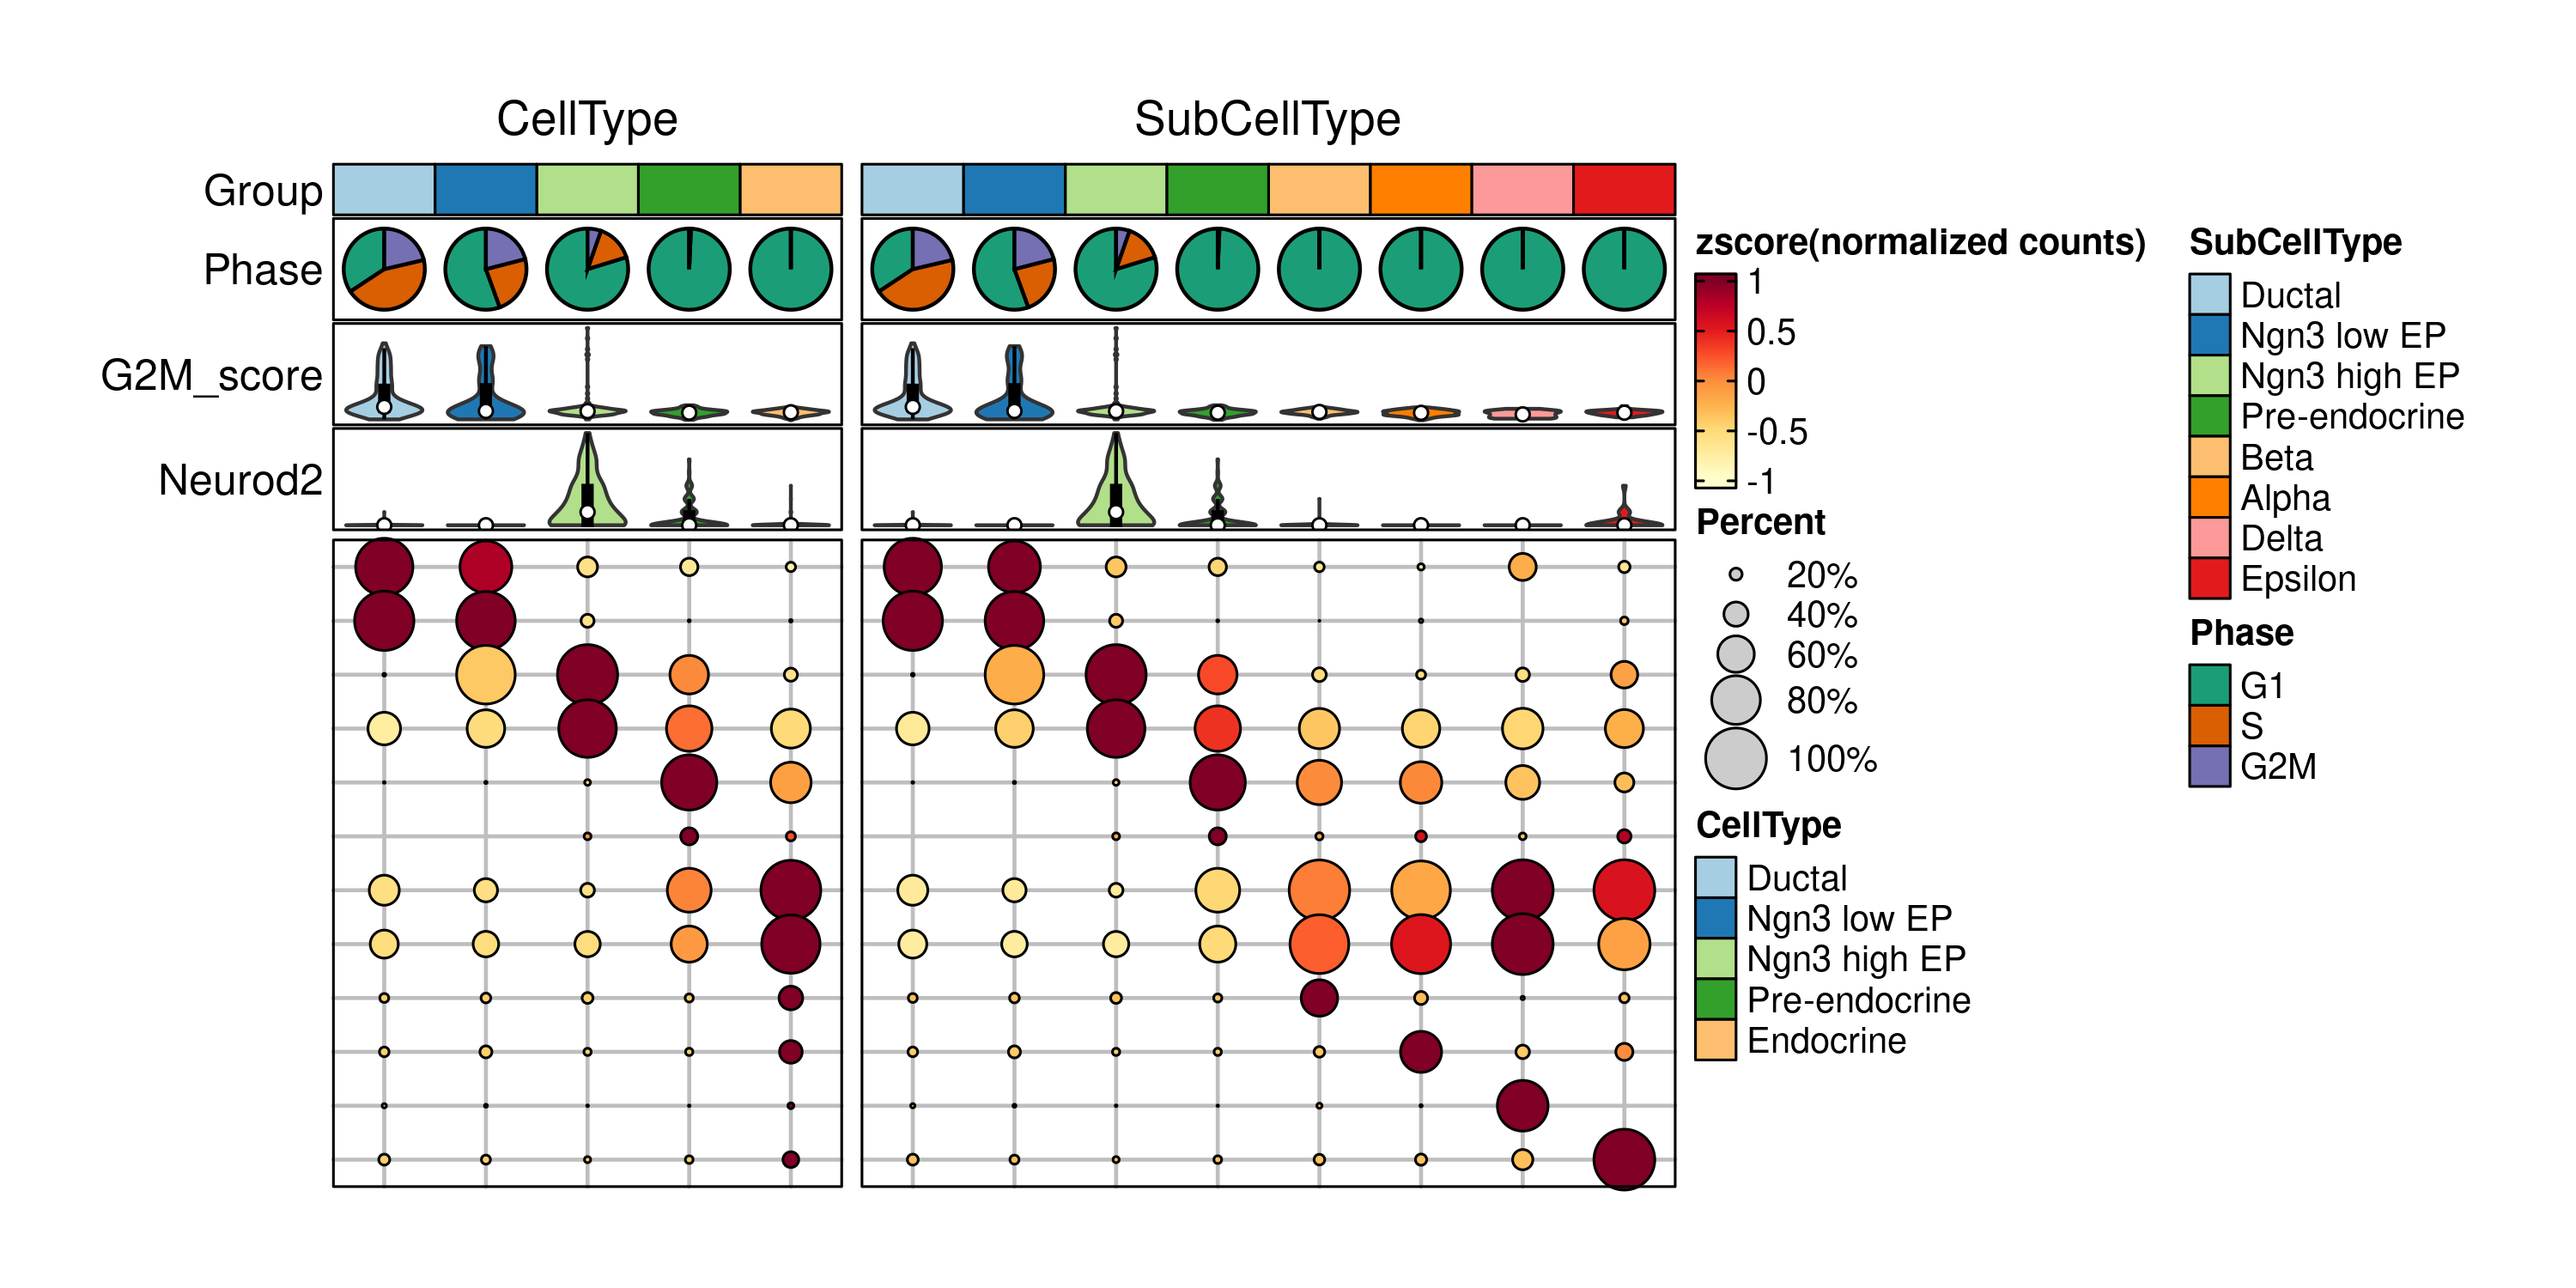 CellType
SubCellType
Group
Phase
G2M_score
Neurod2
zscore(normalized counts)
1
0.5
0
-0.5
-1
Percent
20%
40%
60%
80%
100%
CellType
Ductal
Ngn3 low EP
Ngn3 high EP
Pre-endocrine
Endocrine
SubCellType
Ductal
Ngn3 low EP
Ngn3 high EP
Pre-endocrine
Beta
Alpha
Delta
Epsilon
Phase
G1
S
G2M